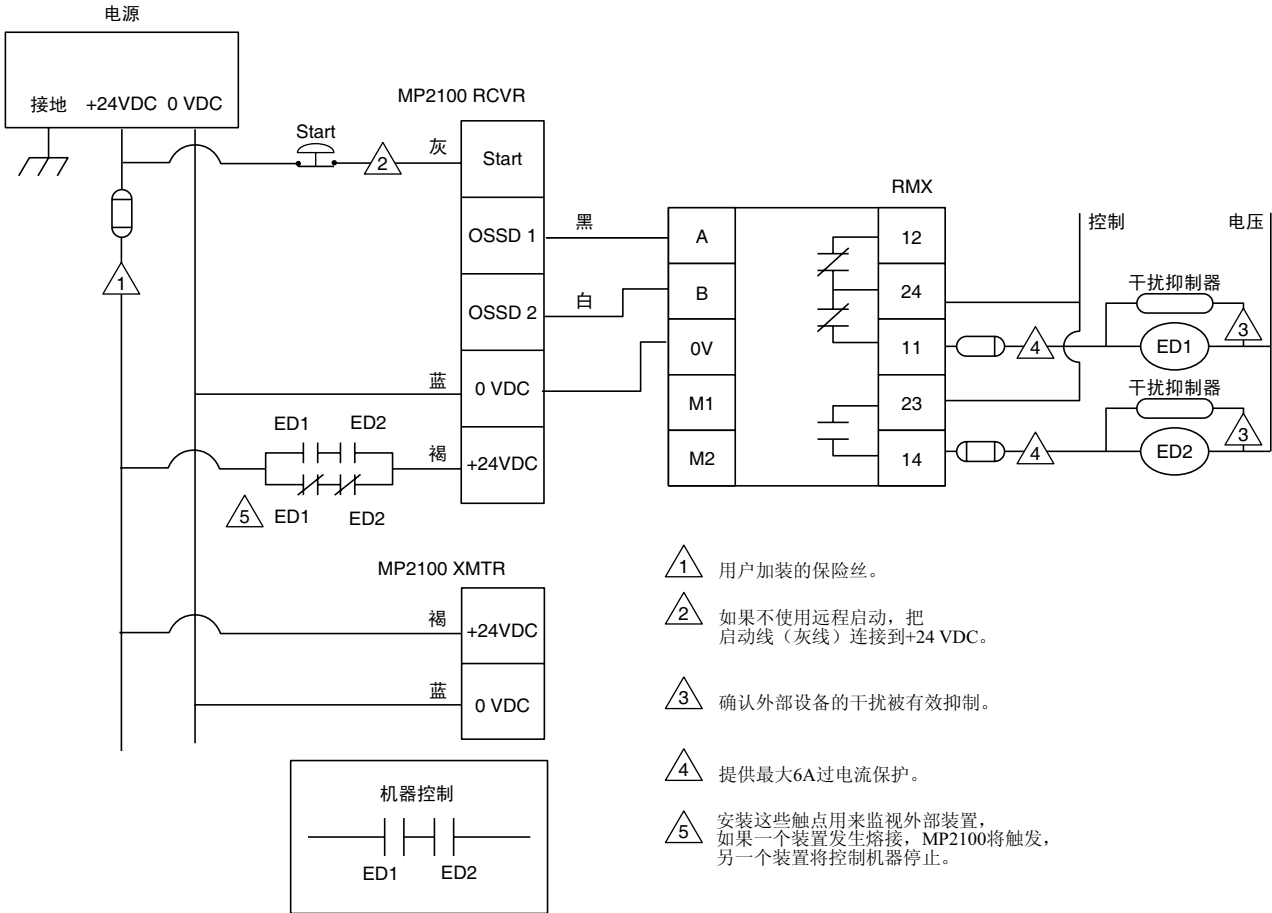 电源
接地 +24VDC 0 VDC
MP2100 RCVR
Start
2
灰
Start
OSSD 1
黑
OSSD 2
白
蓝
0 VDC
ED1 ED2
褐
+24VDC
5
ED1 ED2
1
RMX
A
B
0V
M1
M2
12
24
11
23
14
控制
电压
干扰抑制器
4
ED1
3
干扰抑制器
4
ED2
3
MP2100 XMTR
褐
+24VDC
蓝
0 VDC
机器控制
ED1 ED2
1 用户加装的保险丝。
2 如果不使用远程启动，把
启动线（灰线）连接到+24 VDC。
3 确认外部设备的干扰被有效抑制。
4 提供最大6A过电流保护。
5 安装这些触点用来监视外部装置，
如果一个装置发生熔接，MP2100将触发，
另一个装置将控制机器停止。